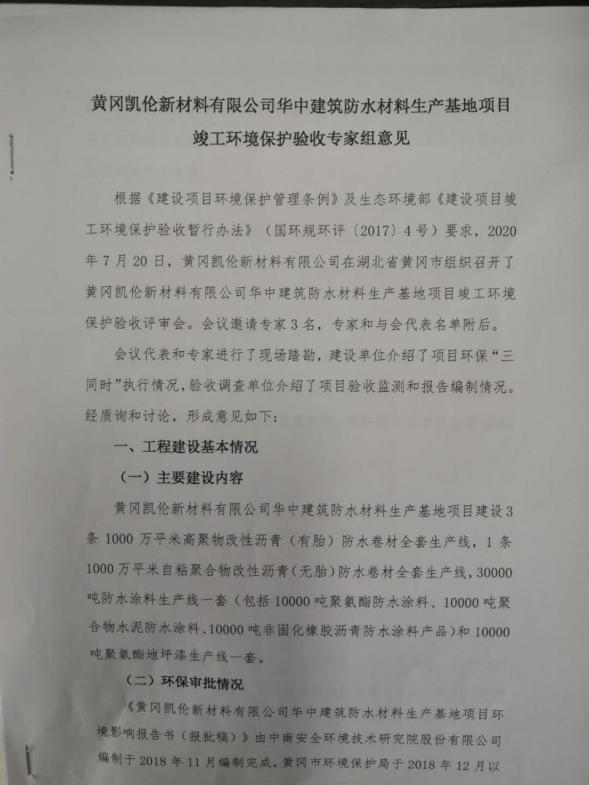 黄冈凯伦新材料有限公司华中建筑防水材料生产基地项目
竣工环境保护验收专家组意见
根据《建设项目环境保护管理条例》及生态环境部《建设项目竣
工环境保护验收暂行办法》（国环规环评〔2017〕4号）要求，2020
年7月20日，黄冈凯伦新材料有限公司在湖北省黄冈市组织召开了
黄冈凯伦新材料有限公司华中建筑防水材料生产基地项目竣工环境
保护验收评审会。会议邀请专家3名，专家和与会代表名单附后。
会议代表和专家进行了现场踏勘，建设单位介绍了项目环保“三
同时”执行情况，验收调查单位介绍了项目验收监测和报告编制情况。
经质询和讨论，形成意见如下：
一、工程建设基本情况
（一）主要建设内容
黄冈凯伦新材料有限公司华中建筑防水材料生产基地项目建设3
条1000万平米高聚物改性沥青（有胎）防水卷材全套生产线，1条
1000万平米自粘聚合物改性沥青（无胎）防水卷材全套生产线，30000
吨防水涂料生产线一套（包括10000吨聚氨酯防水涂料、10000吨聚
合物水泥防水涂料、10000吨非固化橡胶沥青防水涂料产品）和10000
吨聚氨酯地坪漆生产线一套。
（二）环保审批情况
《黄冈凯伦新材料有限公司华中建筑防水材料生产基地项目环
境影响报告书（报批稿）》由中南安全环境技术研究院股份有限公司
编制于2018年11月编制完成，黄冈市环境保护局于2018年12月以